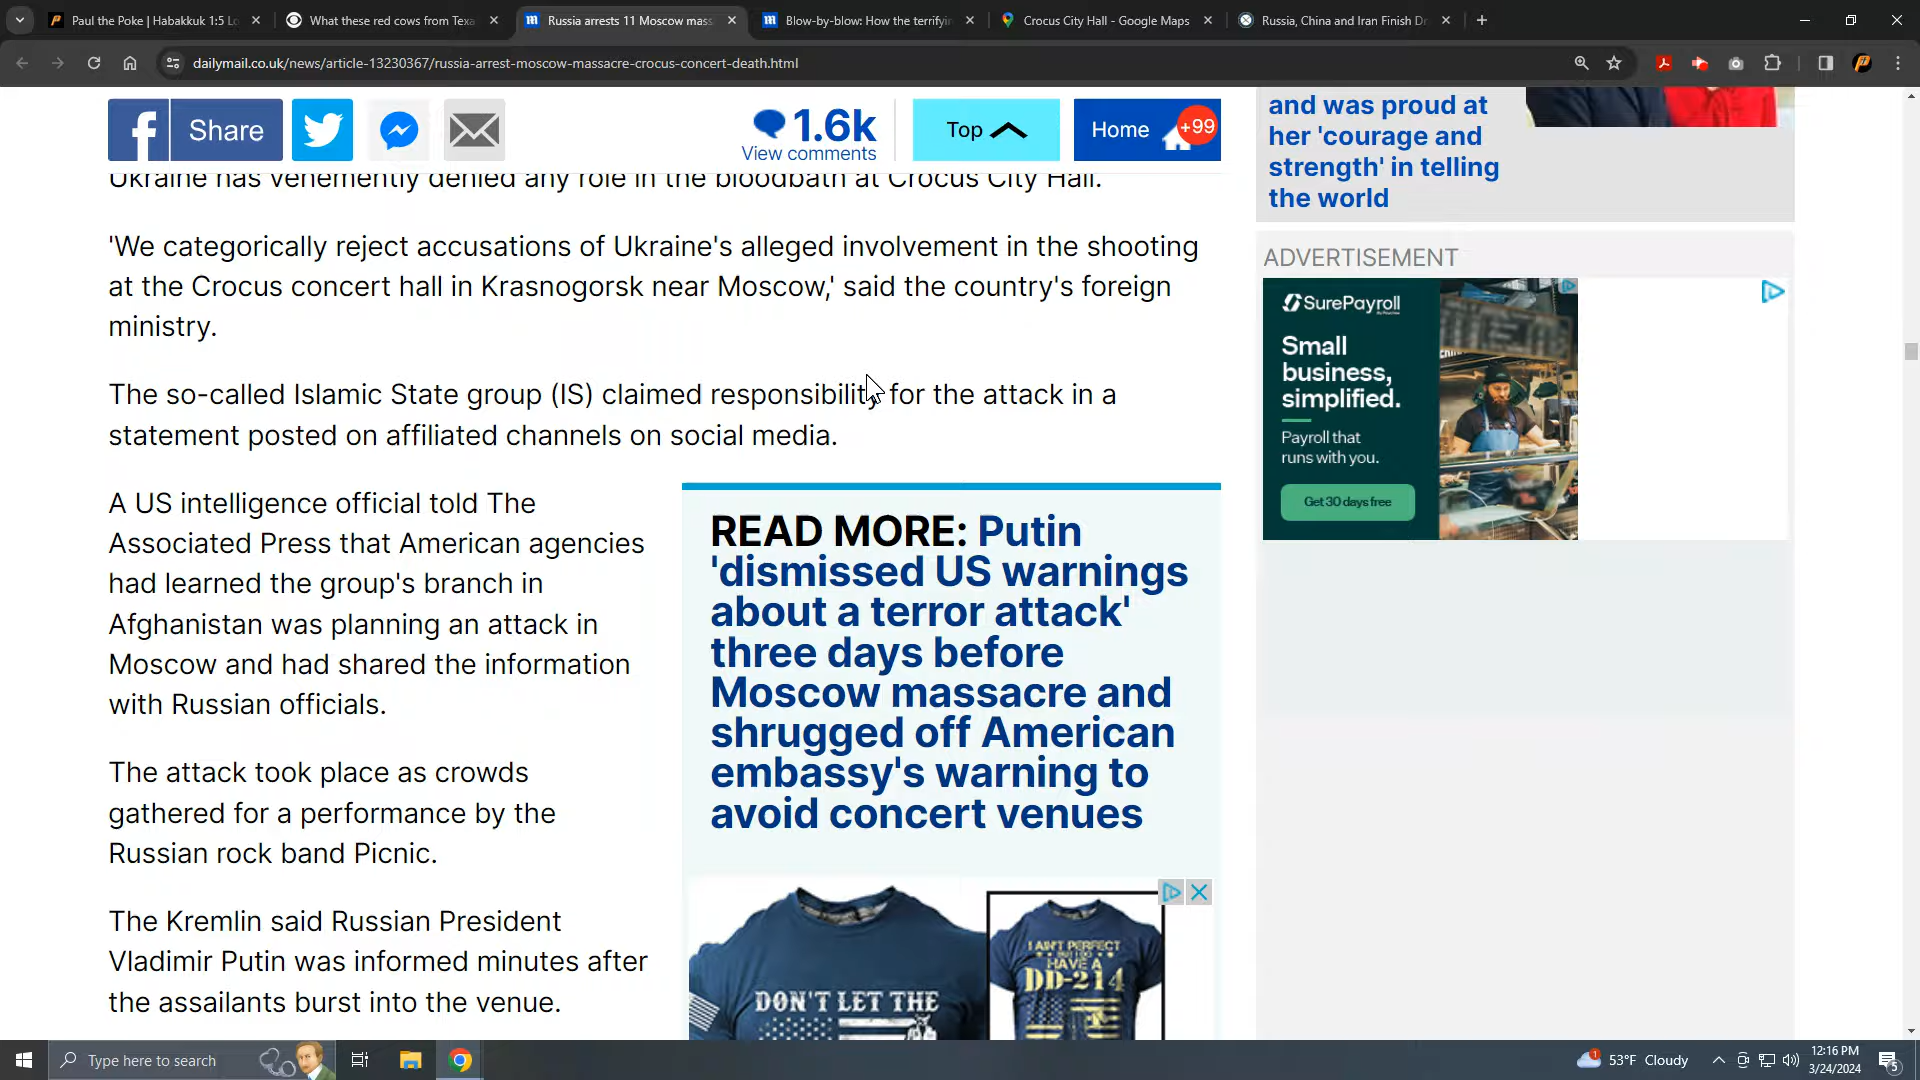 Paul the Poke | Habakkuk 1:5 Lo
What these red cows from Texa
Russia arrests 11 Moscow mass
Blow-by-blow: How the terrifyin
Crocus City Hall - Google Maps
Russia, China and Iran Finish Dr
dailymail.co.uk/news/article-13230367/russia-arrest-moscow-massacre-crocus-concert-death.html
Share
1.6k
View comments
Top
Home
+99
Ukraine has vehemently denied any role in the bloodbath at Crocus City Hall.
'We categorically reject accusations of Ukraine's alleged involvement in the shooting
at the Crocus concert hall in Krasnogorsk near Moscow,' said the country's foreign
ministry.
The so-called Islamic State group (IS) claimed responsibility for the attack in a
statement posted on affiliated channels on social media.
A US intelligence official told The
Associated Press that American agencies
had learned the group's branch in
Afghanistan was planning an attack in
Moscow and had shared the information
with Russian officials.
The attack took place as crowds
gathered for a performance by the
Russian rock band Picnic.
The Kremlin said Russian President
Vladimir Putin was informed minutes after
the assailants burst into the venue.
READ MORE: Putin
'dismissed US warnings
about a terror attack'
three days before
Moscow massacre and
shrugged off American
embassy's warning to
avoid concert venues
DON'T LET THE
I AIN'T PERFECT
BUT I DO
HAVE A
DD-214
and was proud at
her 'courage and
strength' in telling
the world
ADVERTISEMENT
SurePayroll
Small
business,
simplified.
Payroll that
runs with you.
Get 30 days free
Type here to search
53°F Cloudy
12:16 PM
3/24/2024
5